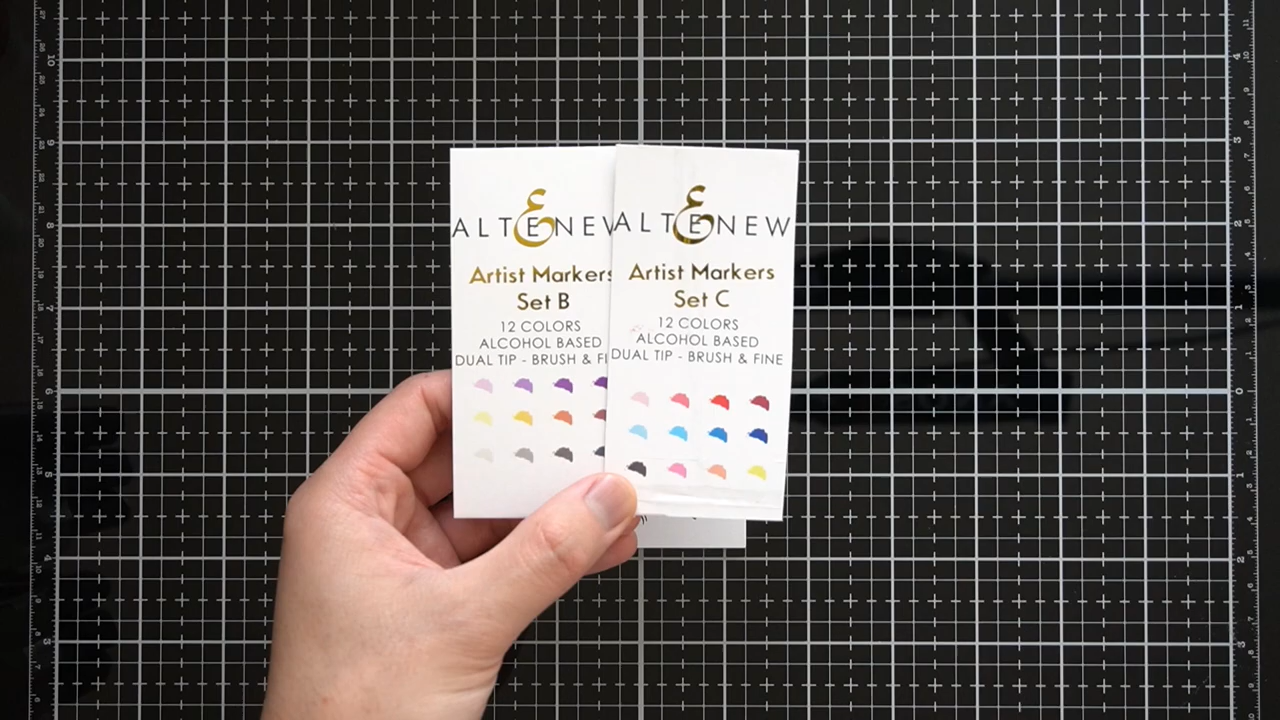 ALTENEW
Artist Markers
Set B
12 COLORS
ALCOHOL BASED
DUAL TIP - BRUSH & FI
ALTENEW
Artist Markers
Set C
12 COLORS
ALCOHOL BASED
DUAL TIP - BRUSH & FINE